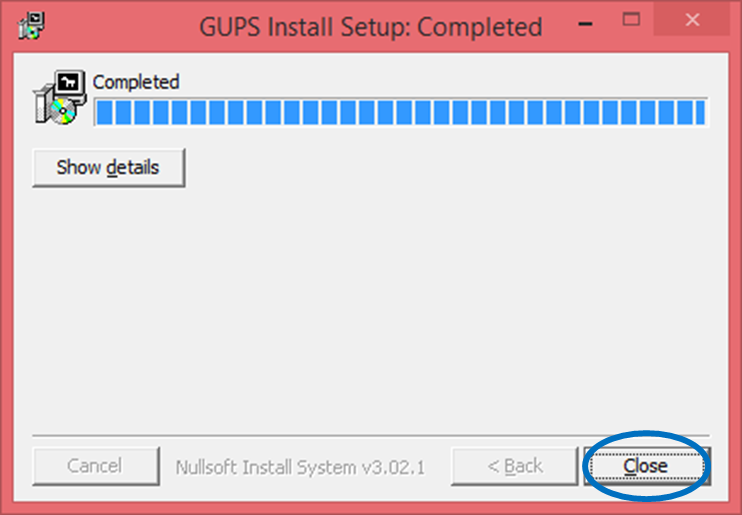 GUPS Install Setup: Completed
Completed
Show details
Cancel
Nullsoft Install System v3.02.1
< Back
Close